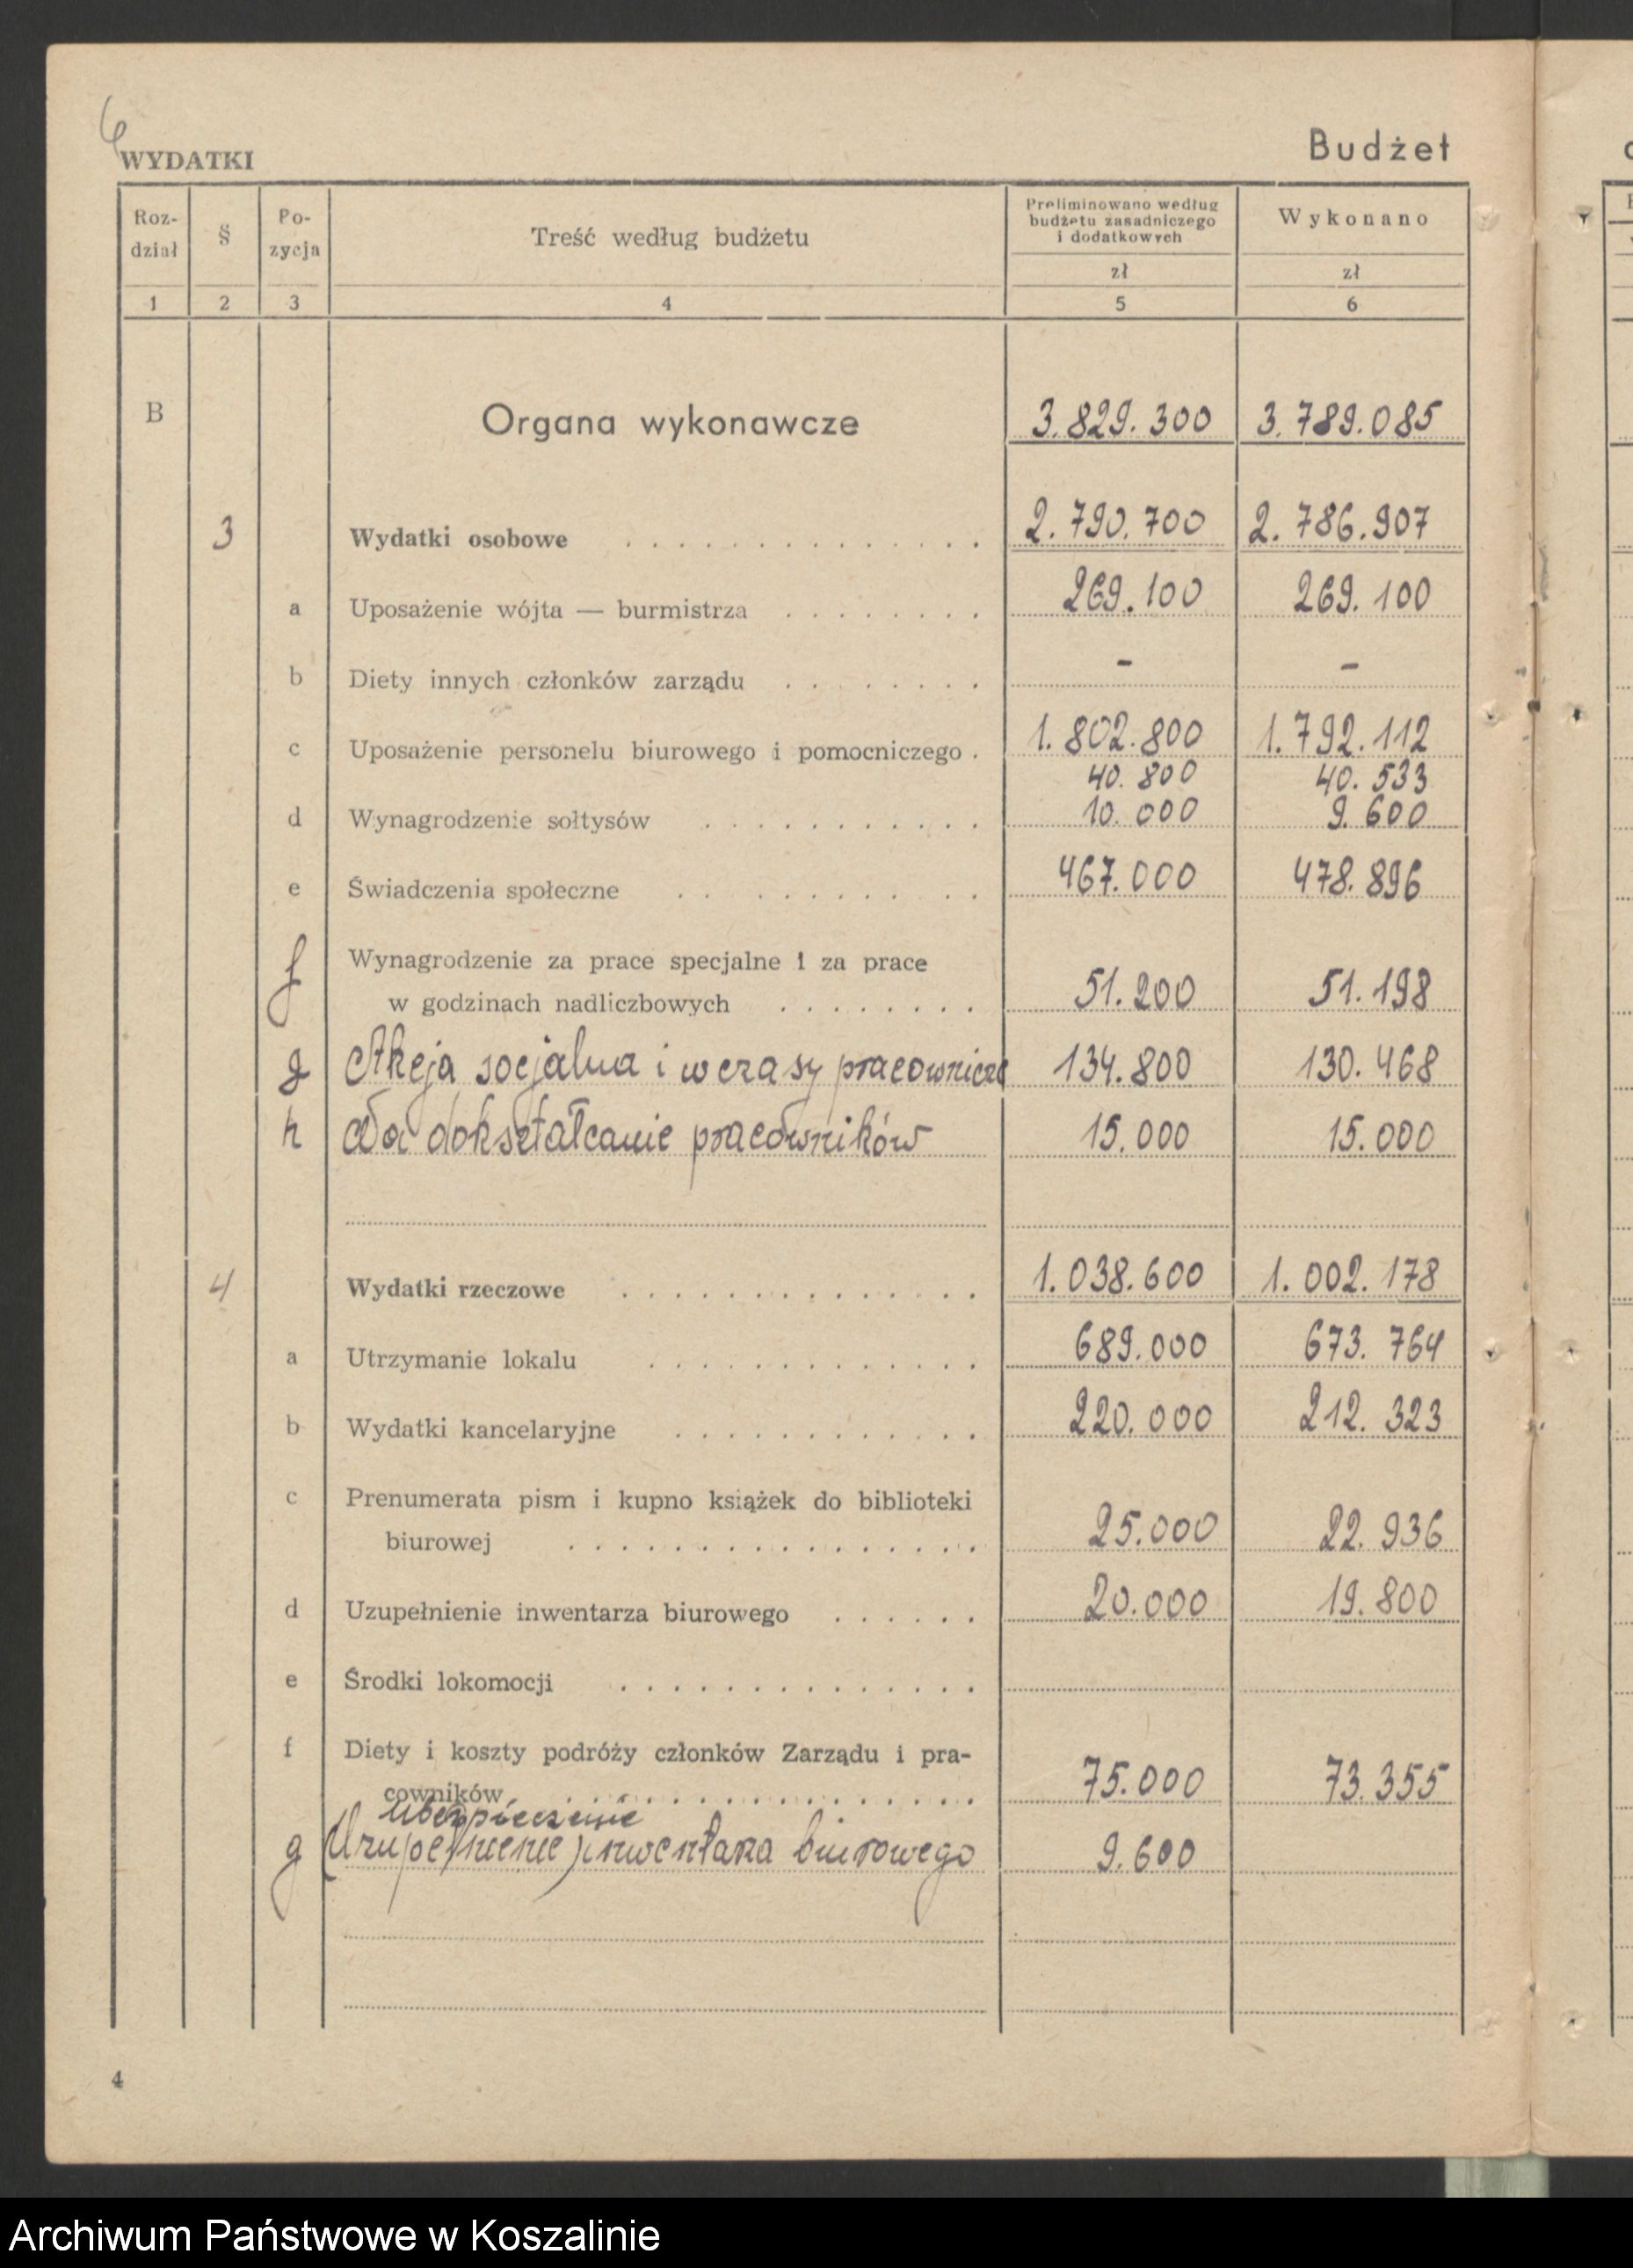 6
WYDATKI
Budżet
Roz-
dział
§
Po-
zycja
Treść według budżetu
Preliminowano według
budżetu zasadniczego
i dodatkowych
Wykonano
zł zł
1 2 3 4 5 6
B Organa wykonawcze 3.829.300 3.789.085
3 Wydatki osobowe 2.790.700 2.786.907
a Uposażenie wójta — burmistrza 269.100 269.100
b Diety innych członków zarządu - -
c Uposażenie personelu biurowego i pomocniczego 1.802.800 1.792.112
40.800 40.533
d Wynagrodzenie sołtysów 10.000 9.600
e Świadczenia społeczne 467.000 478.896
f Wynagrodzenie za prace specjalne i za prace
w godzinach nadliczbowych 51.200 51.198
g Akcja socjalna i wczasy pracownicze 134.800 130.468
h Na dokształcanie pracowników 15.000 15.000
4 Wydatki rzeczowe 1.038.600 1.002.178
a Utrzymanie lokalu 689.000 673.764
b Wydatki kancelaryjne 220.000 212.323
c Prenumerata pism i kupno książek do biblioteki
biurowej 25.000 22.936
d Uzupełnienie inwentarza biurowego 20.000 19.800
e Środki lokomocji
f Diety i koszty podróży członków Zarządu i pra-
cowników 75.000 73.355
Ubezpieczenie
g (Uzupełnienie) inwentarza biurowego 9.600
4
Archiwum Państwowe w Koszalinie